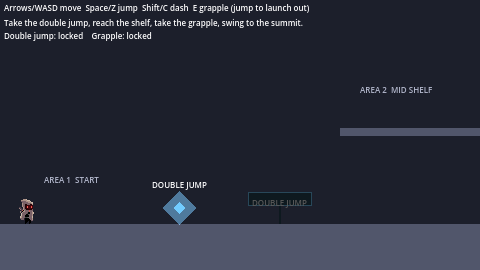 Arrows/WASD move  Space/Z jump  Shift/C dash  E grapple (jump to launch out)
Take the double jump, reach the shelf, take the grapple, swing to the summit.
Double jump: locked    Grapple: locked
AREA 2  MID SHELF
AREA 1  START
DOUBLE JUMP
DOUBLE JUMP